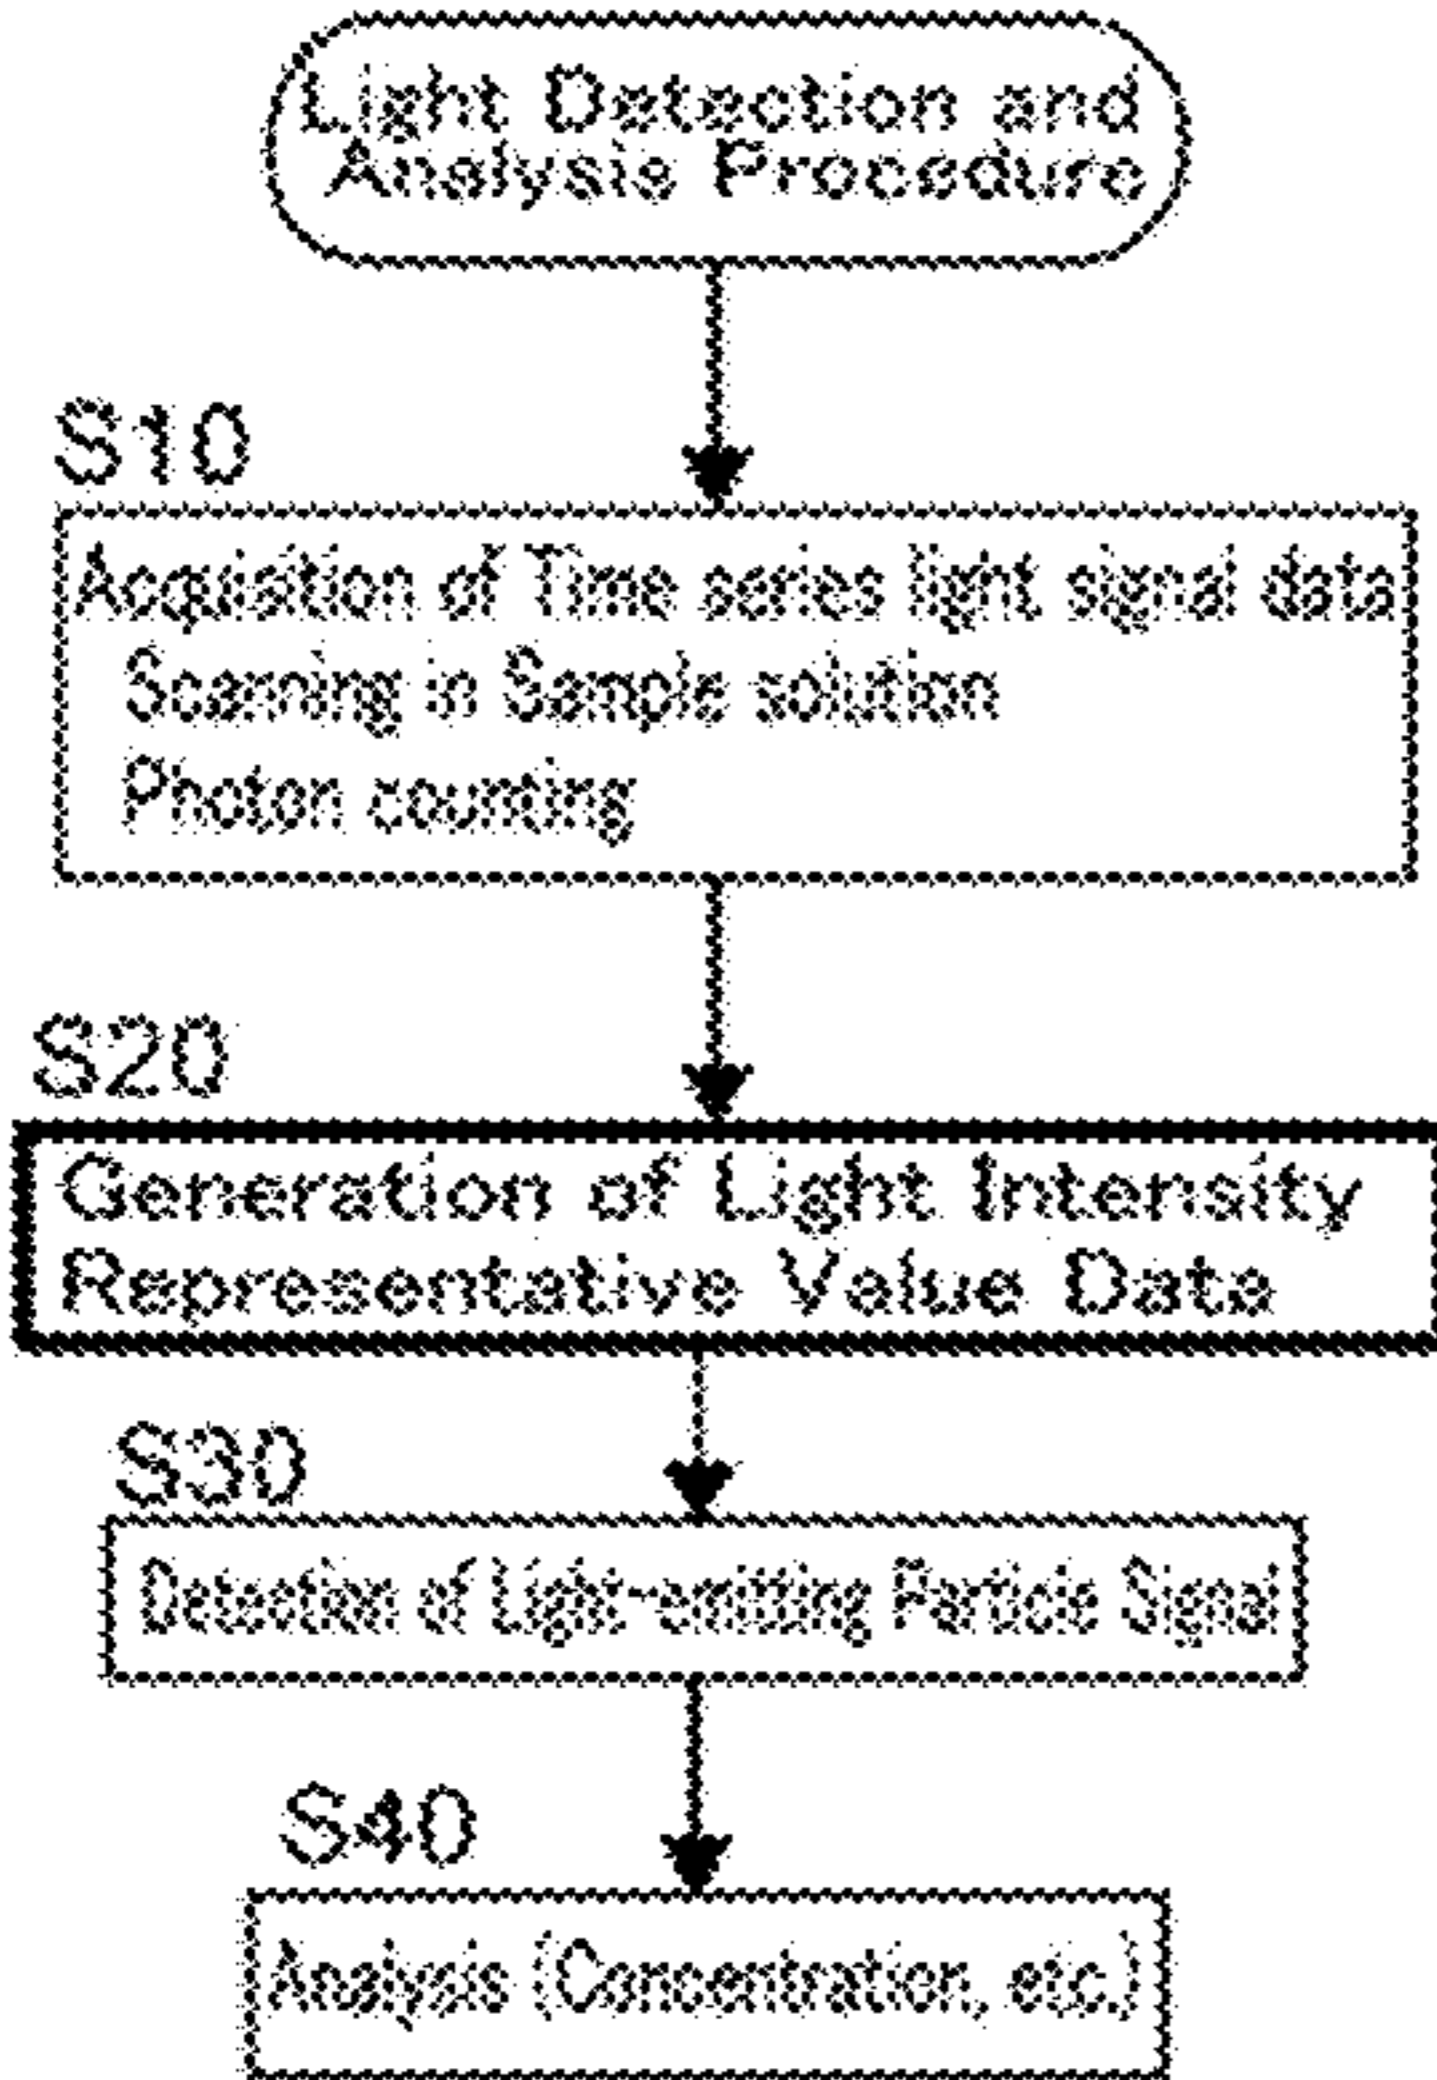 Light Detection and
Analysis Procedure
S10
Acquisition of Time series light signal data
Scanning in Sample solution
Photon counting
S20
Generation of Light Intensity
Representative Value Data
S30
Detection of Light-emitting Particle Signal
S40
Analysis (Concentration, etc.)